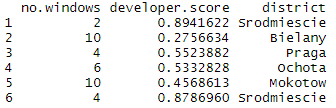 no.windows developer.score district
1 2 0.8941622 Srodmiescie
2 10 0.2756634 Bielany
3 4 0.5523882 Praga
4 6 0.5332828 Ochota
5 10 0.4568613 Mokotow
6 4 0.8786960 Srodmiescie